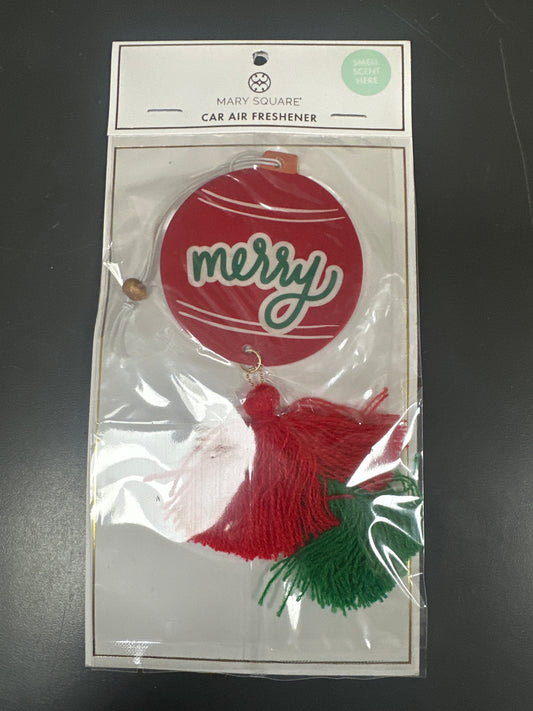 SMELL
SCENT
HERE
MARY SQUARE
CAR AIR FRESHENER
merry